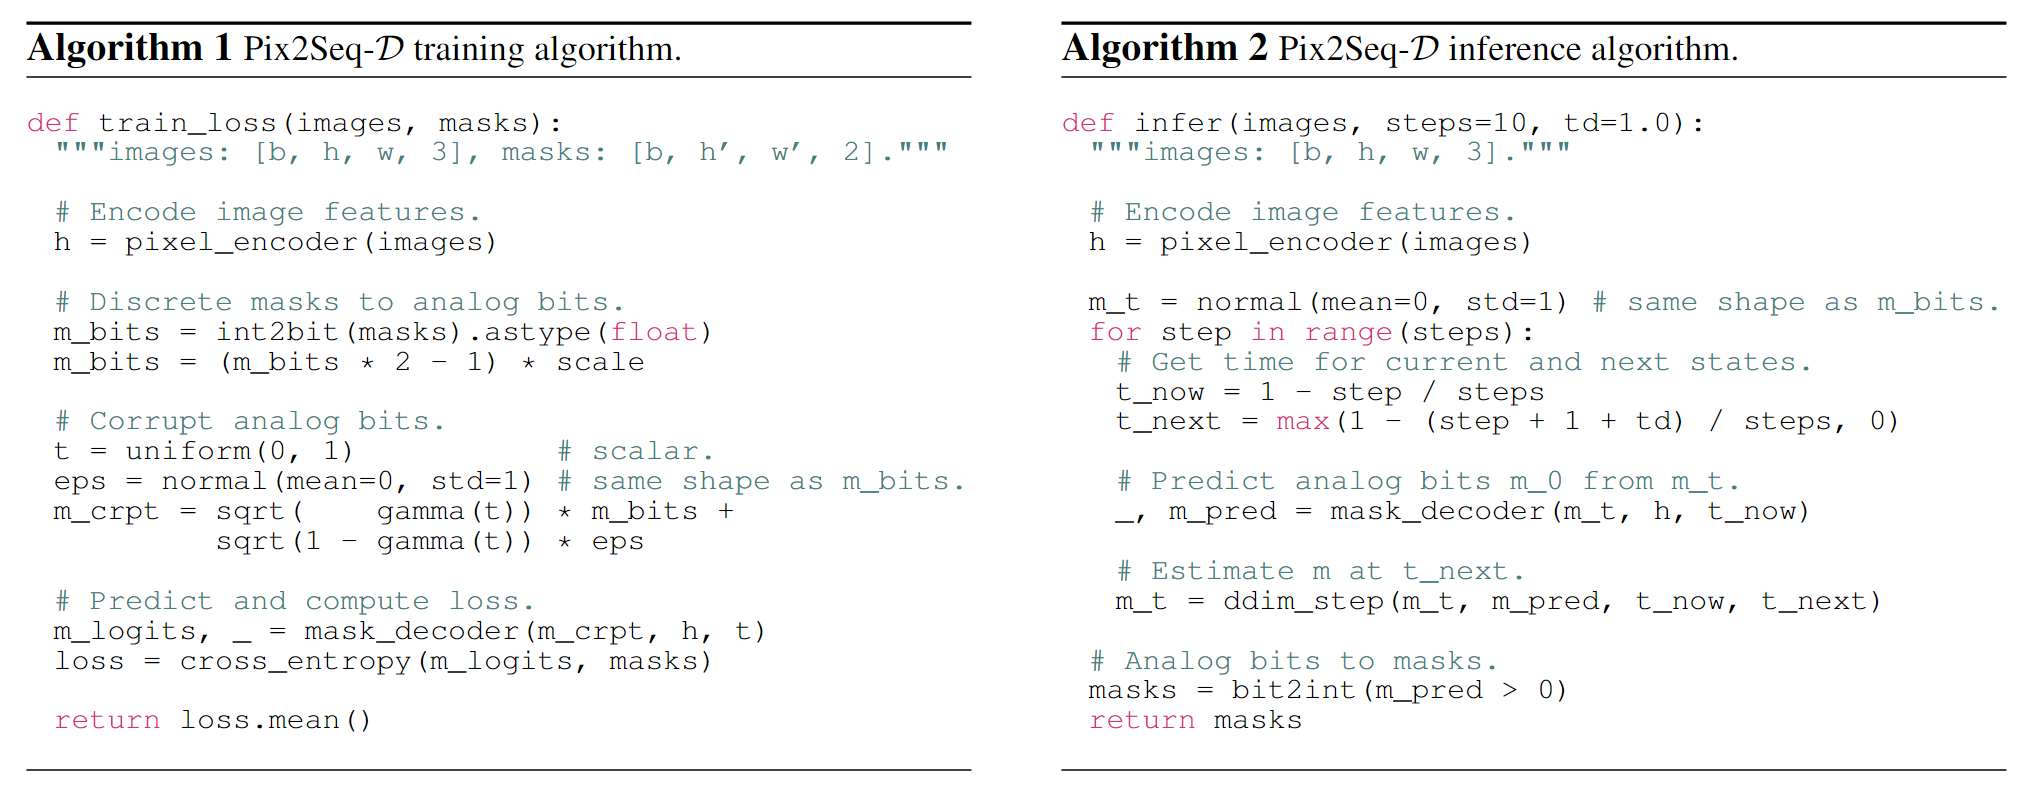 Algorithm 1 Pix2Seq-𝒟 training algorithm.
def train_loss(images, masks):
  """images: [b, h, w, 3], masks: [b, h’, w’, 2]."""
  # Encode image features.
  h = pixel_encoder(images)
  # Discrete masks to analog bits.
  m_bits = int2bit(masks).astype(float)
  m_bits = (m_bits * 2 - 1) * scale
  # Corrupt analog bits.
  t = uniform(0, 1)           # scalar.
  eps = normal(mean=0, std=1) # same shape as m_bits.
  m_crpt = sqrt(    gamma(t)) * m_bits +
           sqrt(1 - gamma(t)) * eps
  # Predict and compute loss.
  m_logits, _ = mask_decoder(m_crpt, h, t)
  loss = cross_entropy(m_logits, masks)
  return loss.mean()
Algorithm 2 Pix2Seq-𝒟 inference algorithm.
def infer(images, steps=10, td=1.0):
  """images: [b, h, w, 3]."""
  # Encode image features.
  h = pixel_encoder(images)
  m_t = normal(mean=0, std=1) # same shape as m_bits.
  for step in range(steps):
    # Get time for current and next states.
    t_now = 1 - step / steps
    t_next = max(1 - (step + 1 + td) / steps, 0)
    # Predict analog bits m_0 from m_t.
    _, m_pred = mask_decoder(m_t, h, t_now)
    # Estimate m at t_next.
    m_t = ddim_step(m_t, m_pred, t_now, t_next)
  # Analog bits to masks.
  masks = bit2int(m_pred > 0)
  return masks